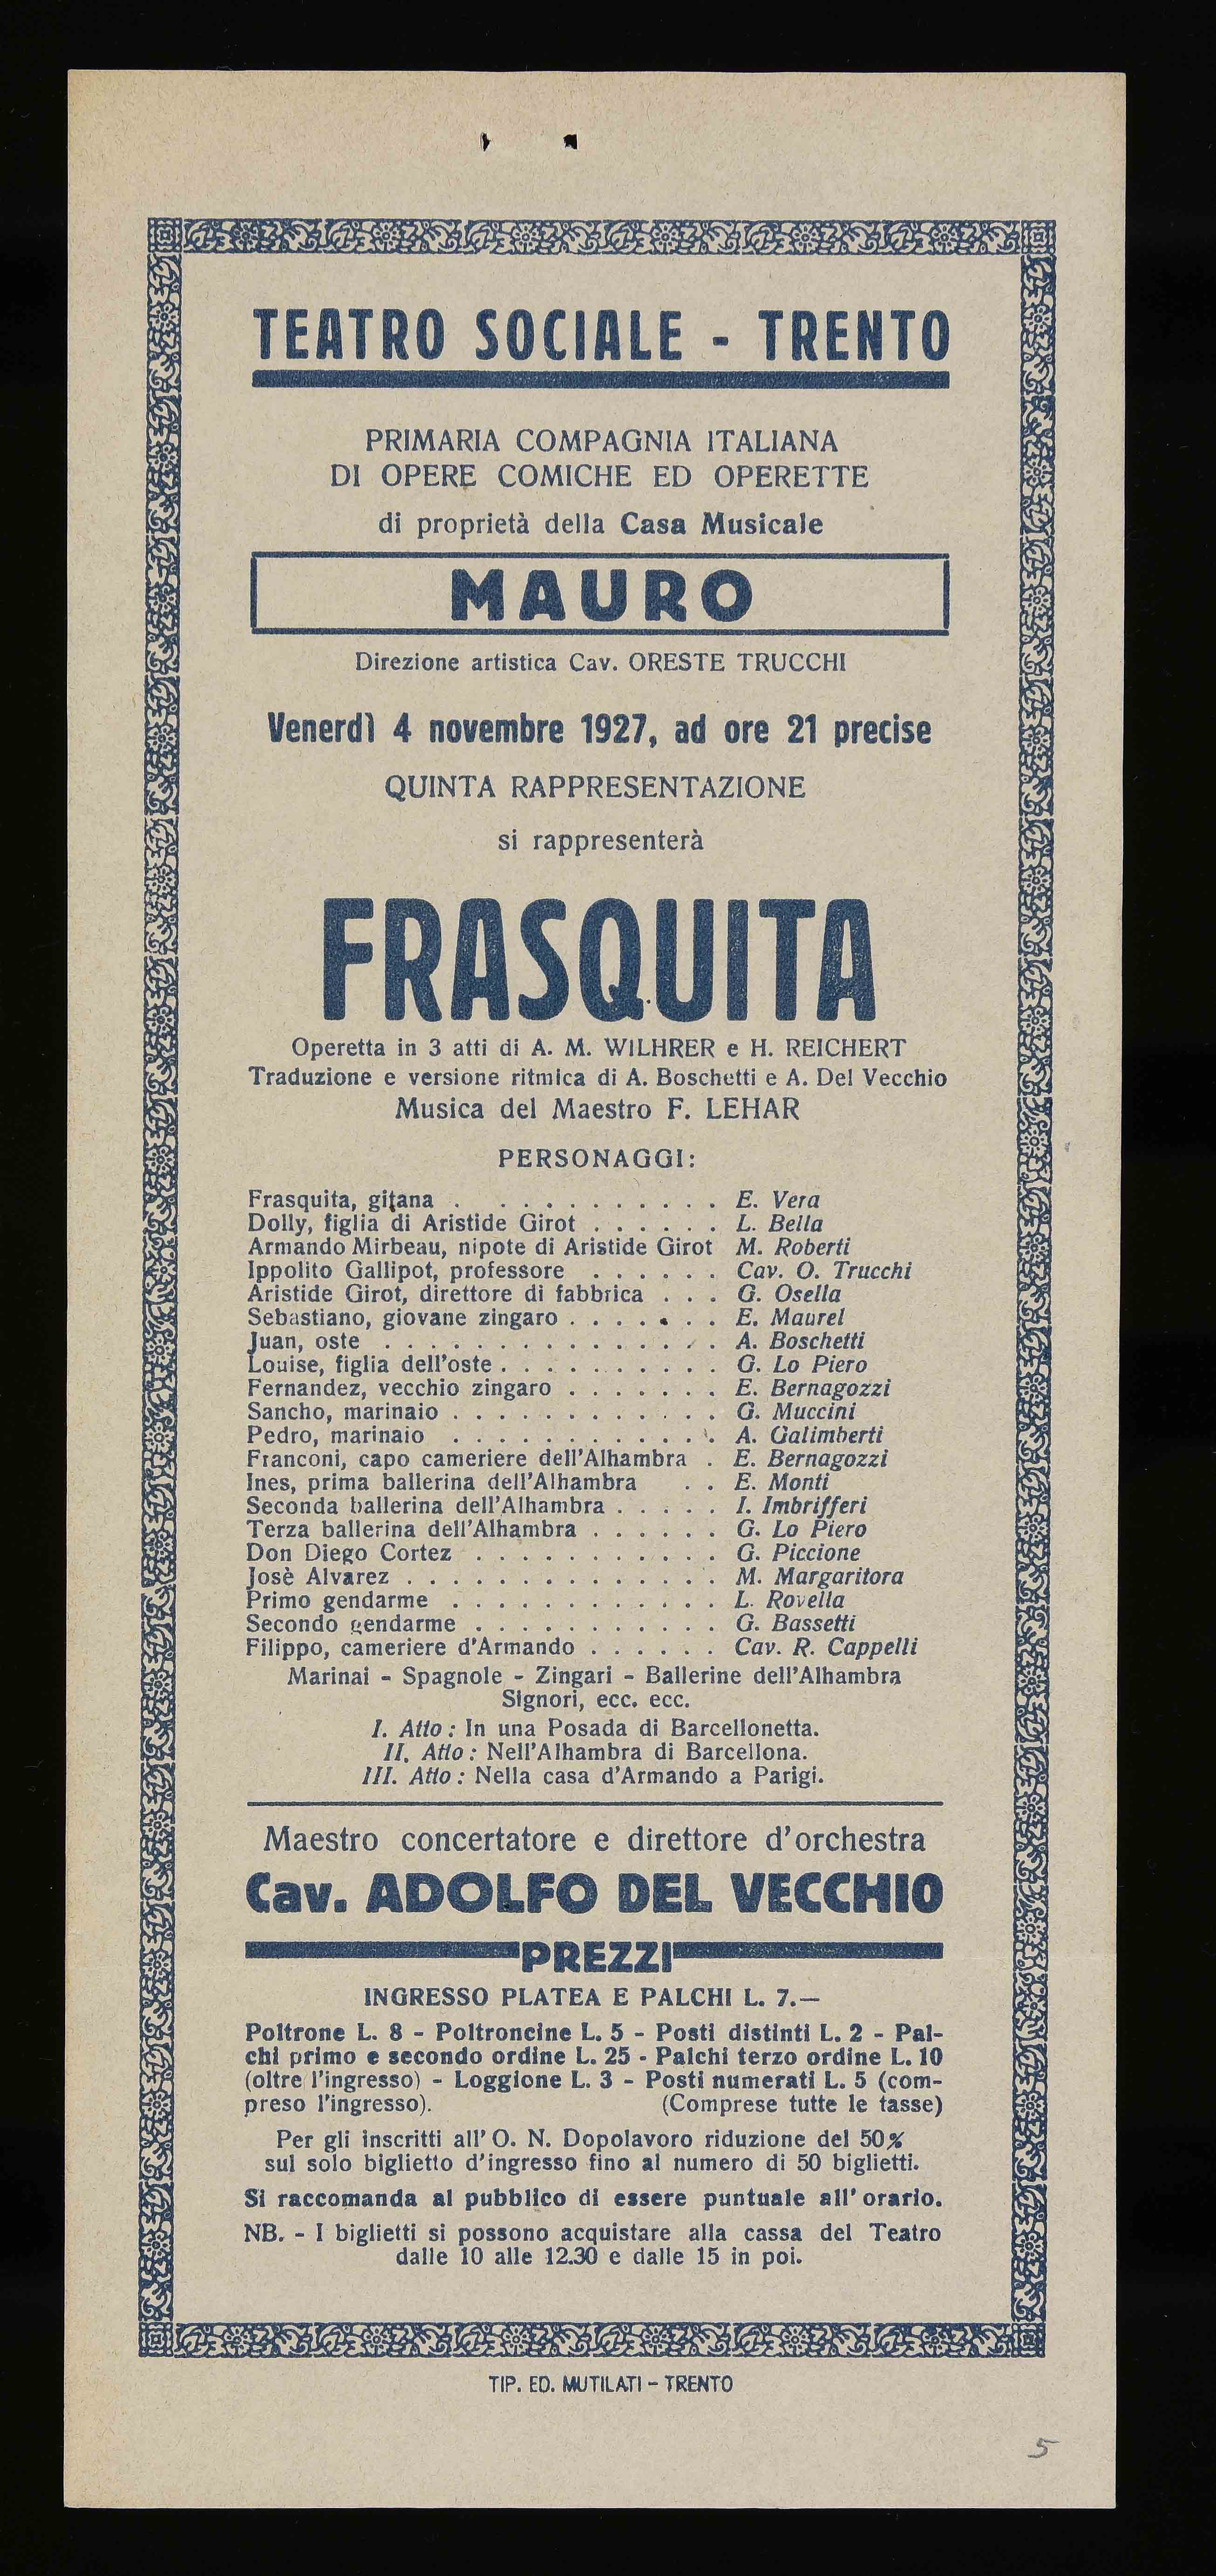 TEATRO SOCIALE - TRENTO
PRIMARIA COMPAGNIA ITALIANA
DI OPERE COMICHE ED OPERETTE
di proprietà della Casa Musicale
MAURO
Direzione artistica Cav. ORESTE TRUCCHI
Venerdì 4 novembre 1927, ad ore 21 precise
QUINTA RAPPRESENTAZIONE
si rappresenterà
FRASQUITA
Operetta in 3 atti di A. M. WILHRER e H. REICHERT
Traduzione e versione ritmica di A. Boschetti e A. Del Vecchio
Musica del Maestro F. LEHAR
PERSONAGGI:
Frasquita, gitana . . . . . . . . . . . E. Vera
Dolly, figlia di Aristide Girot . . . . . . L. Bella
Armando Mirbeau, nipote di Aristide Girot M. Roberti
Ippolito Gallipot, professore . . . . . . Cav. O. Trucchi
Aristide Girot, direttore di fabbrica . . . G. Osella
Sebastiano, giovane zingaro . . . . . . . E. Maurel
Juan, oste . . . . . . . . . . . . . . . A. Boschetti
Louise, figlia dell'oste . . . . . . . . . . G. Lo Piero
Fernandez, vecchio zingaro . . . . . . . E. Bernagozzi
Sancho, marinaio . . . . . . . . . . . . G. Muccini
Pedro, marinaio . . . . . . . . . . . . A. Galimberti
Franconi, capo cameriere dell'Alhambra . E. Bernagozzi
Ines, prima ballerina dell'Alhambra . . E. Monti
Seconda ballerina dell'Alhambra . . . . . I. Imbrifferi
Terza ballerina dell'Alhambra . . . . . . G. Lo Piero
Don Diego Cortez . . . . . . . . . . . G. Piccione
Josè Alvarez . . . . . . . . . . . . . . M. Margaritora
Primo gendarme . . . . . . . . . . . . L. Rovella
Secondo gendarme . . . . . . . . . . . G. Bassetti
Filippo, cameriere d'Armando . . . . . . Cav. R. Cappelli
Marinai - Spagnole - Zingari - Ballerine dell'Alhambra
Signori, ecc. ecc.
I. Atto : In una Posada di Barcellonetta.
II. Atto : Nell'Alhambra di Barcellona.
III. Atto : Nella casa d'Armando a Parigi.
Maestro concertatore e direttore d'orchestra
Cav. ADOLFO DEL VECCHIO
PREZZI
INGRESSO PLATEA E PALCHI L. 7.—
Poltrone L. 8 - Poltroncine L. 5 - Posti distinti L. 2 - Pal-
chi primo e secondo ordine L. 25 - Palchi terzo ordine L. 10
(oltre l'ingresso) - Loggione L. 3 - Posti numerati L. 5 (com-
preso l'ingresso). (Comprese tutte le tasse)
Per gli inscritti all' O. N. Dopolavoro riduzione del 50%
sul solo biglietto d'ingresso fino al numero di 50 biglietti.
Si raccomanda al pubblico di essere puntuale all' orario.
NB. - I biglietti si possono acquistare alla cassa del Teatro
dalle 10 alle 12.30 e dalle 15 in poi.
TIP. ED. MUTILATI - TRENTO
5